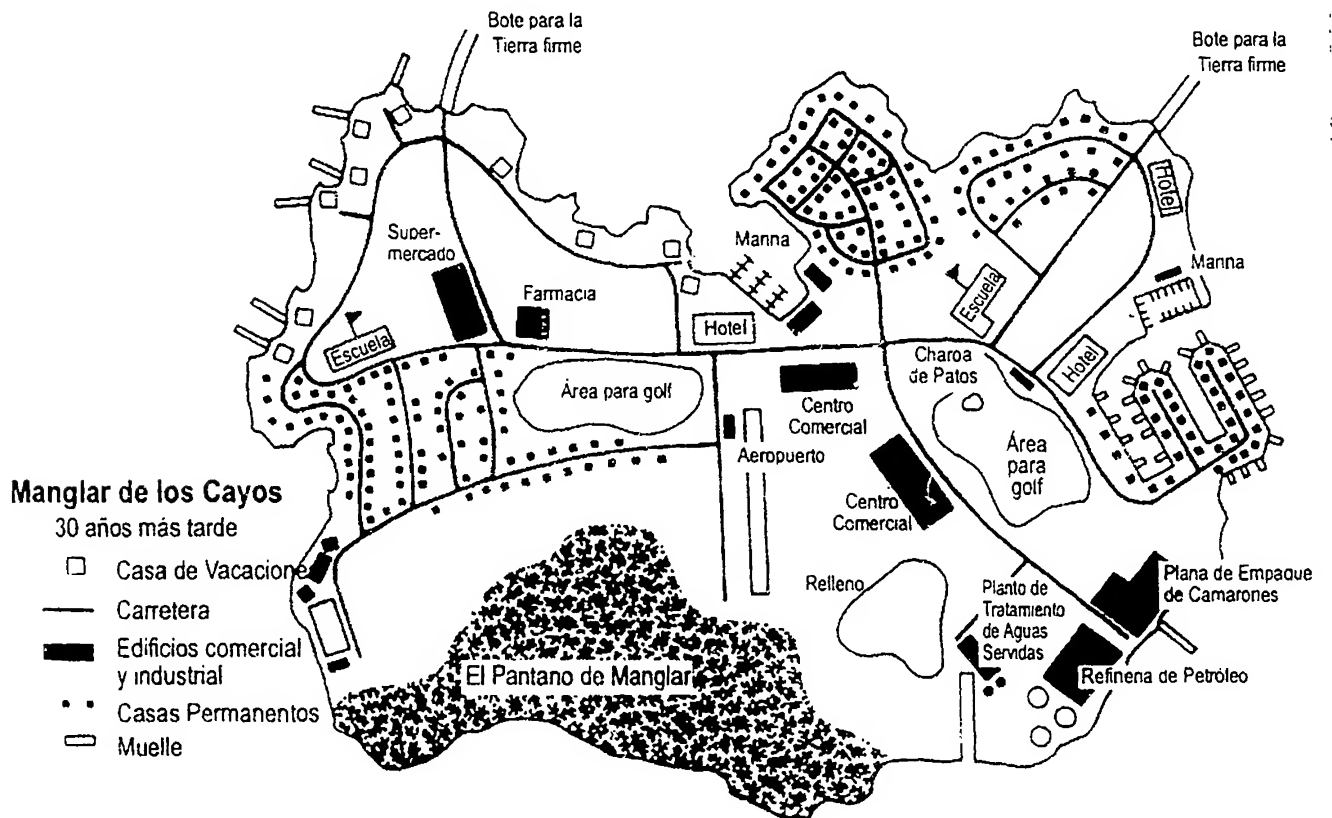 Bote para la
Tierra firme
Bote para la
Tierra firme
Hotel
Super-
mercado
Manna
Manna
Farmacia
Escuela
Escuela
Hotel
Hotel
Charoa
de Patos
Área para golf
Centro
Comercial
Aeropuerto
Área
para
golf
Centro
Comercial
Manglar de los Cayos
30 años más tarde
Casa de Vacaciones
Carretera
Edificios comercial
y industrial
Casas Permanentos
Muelle
Relleno
Planto de
Tratamiento
de Aguas
Servidas
Plana de Empaque
de Camarones
Refinena de Petróleo
El Pantano de Manglar